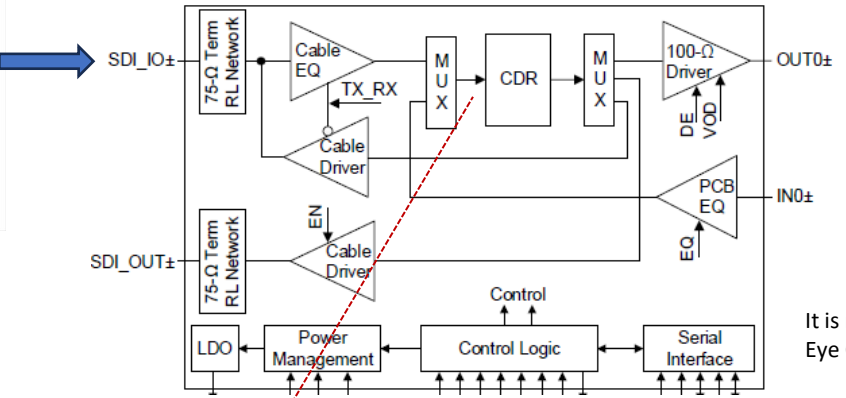 SDI_IO±
75-Ω Term
RL Network
Cable
EQ
TX_RX
Cable
Driver
M
U
X
CDR
M
U
X
100-Ω
Driver
DE
VOD
OUT0±
PCB
EQ
EQ
IN0±
SDI_OUT±
75-Ω Term
RL Network
EN
Cable
Driver
Control
LDO
Power
Management
Control Logic
Serial
Interface
It is
Eye